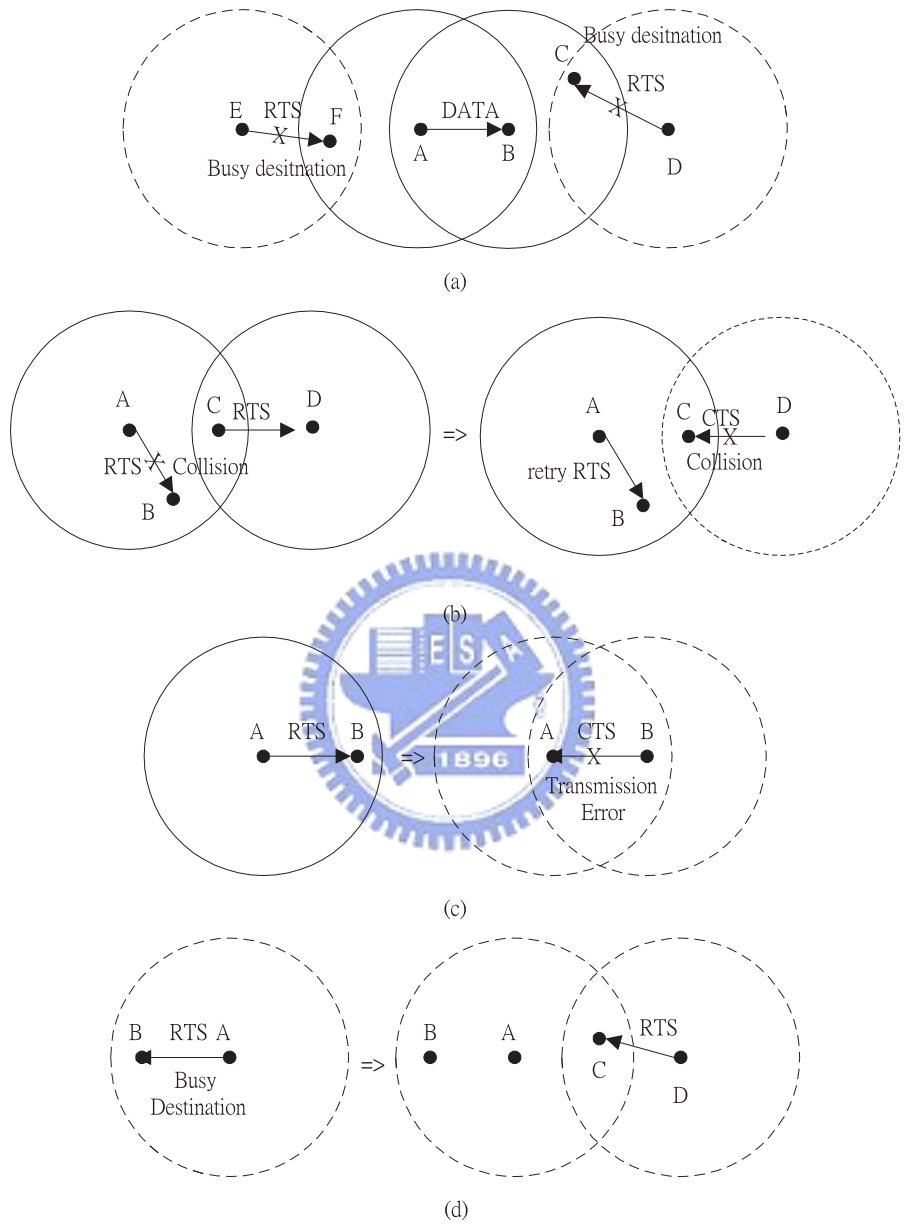 Busy desitnation
C
RTS
E RTS F DATA
X X
A B
Busy desitnation
D
(a)
A C RTS D
RTS X Collision
B
=>
A C CTS D
X
retry RTS Collision
B
(b)
E S
A RTS B
=>
A CTS B
X
1896
Transmission
Error
(c)
B RTS A
Busy
Destination
=>
B A RTS
C
D
(d)